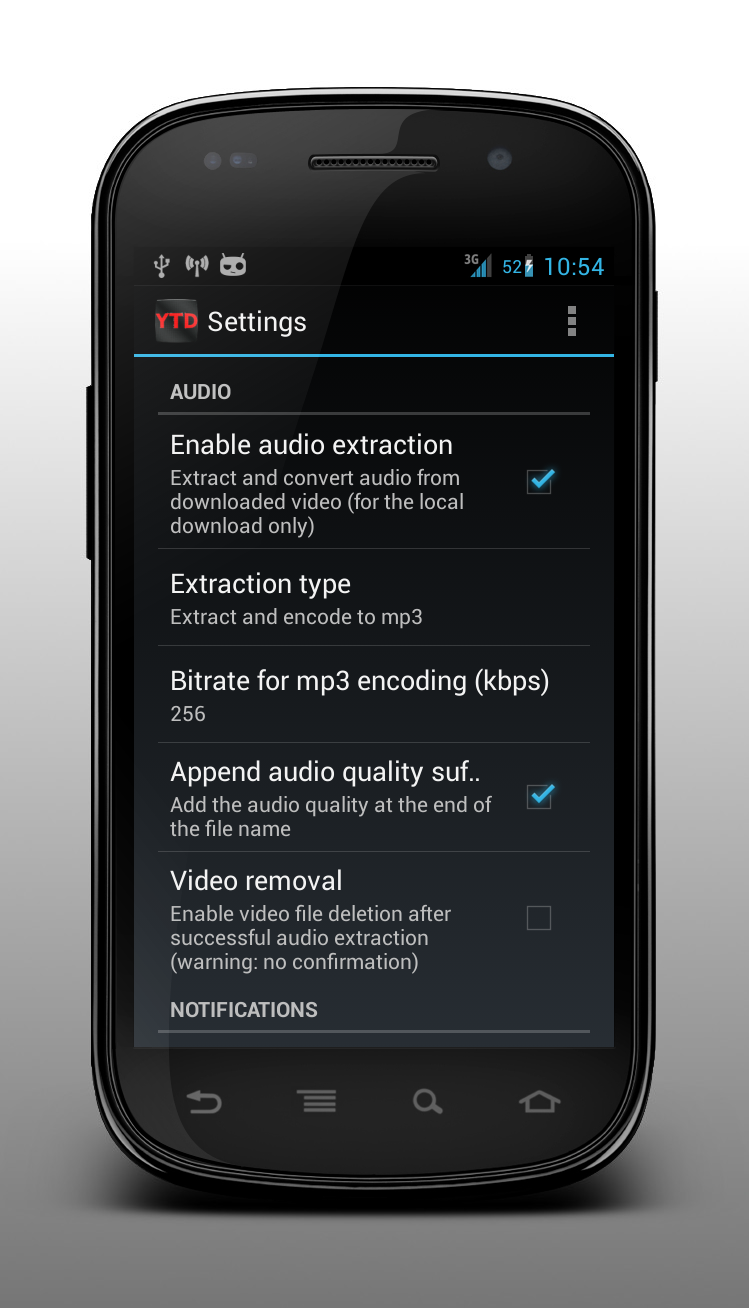 3G 52 10:54
YTD Settings
AUDIO
Enable audio extraction
Extract and convert audio from
downloaded video (for the local
download only)
Extraction type
Extract and encode to mp3
Bitrate for mp3 encoding (kbps)
256
Append audio quality suf..
Add the audio quality at the end of
the file name
Video removal
Enable video file deletion after
successful audio extraction
(warning: no confirmation)
NOTIFICATIONS